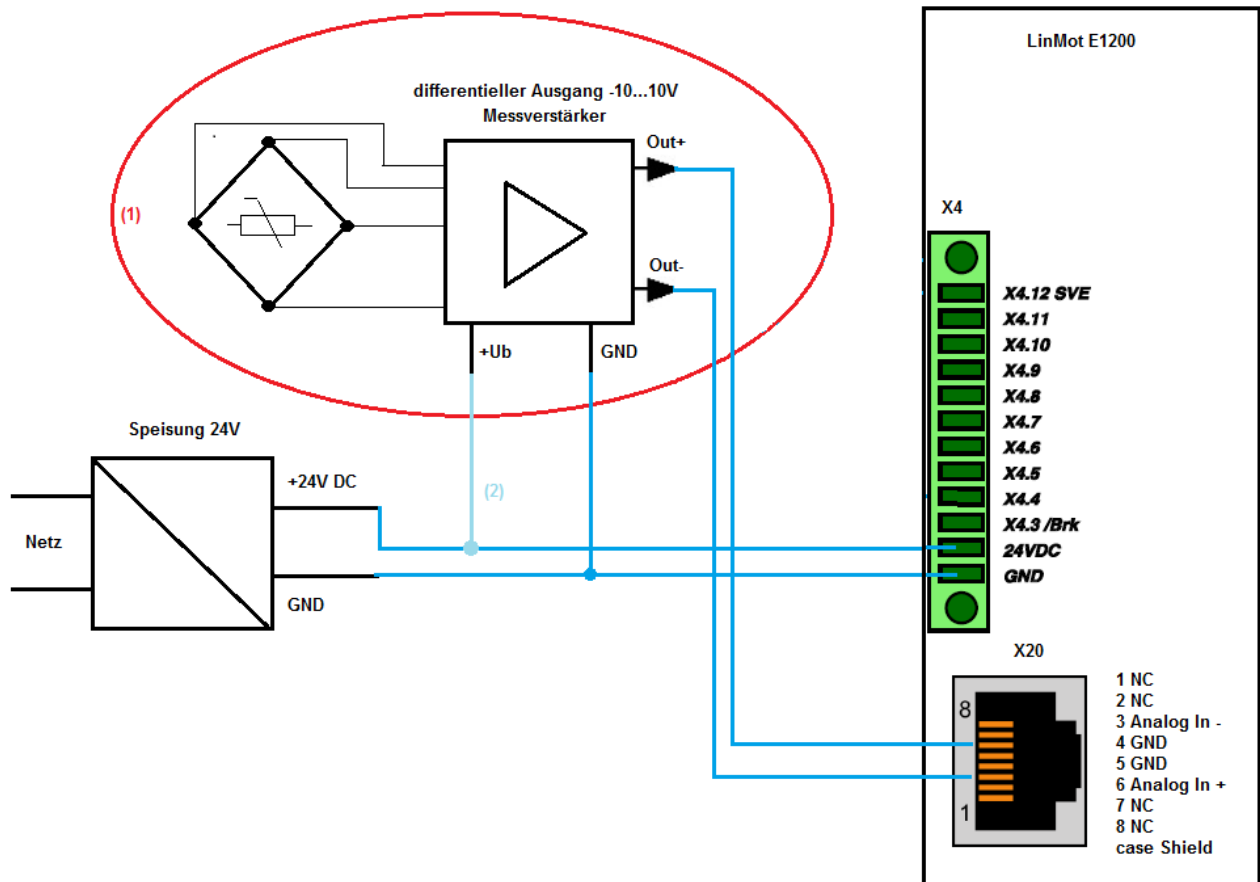 LinMot E1200
differentieller Ausgang -10...10V
Messverstärker
Out+
(1)
Out-
+Ub
GND
X4
X4.12 SVE
X4.11
X4.10
X4.9
X4.8
X4.7
X4.6
X4.5
X4.4
X4.3 /Brk
24VDC
GND
Speisung 24V
+24V DC
(2)
Netz
GND
X20
8
1
1 NC
2 NC
3 Analog In -
4 GND
5 GND
6 Analog In +
7 NC
8 NC
case Shield